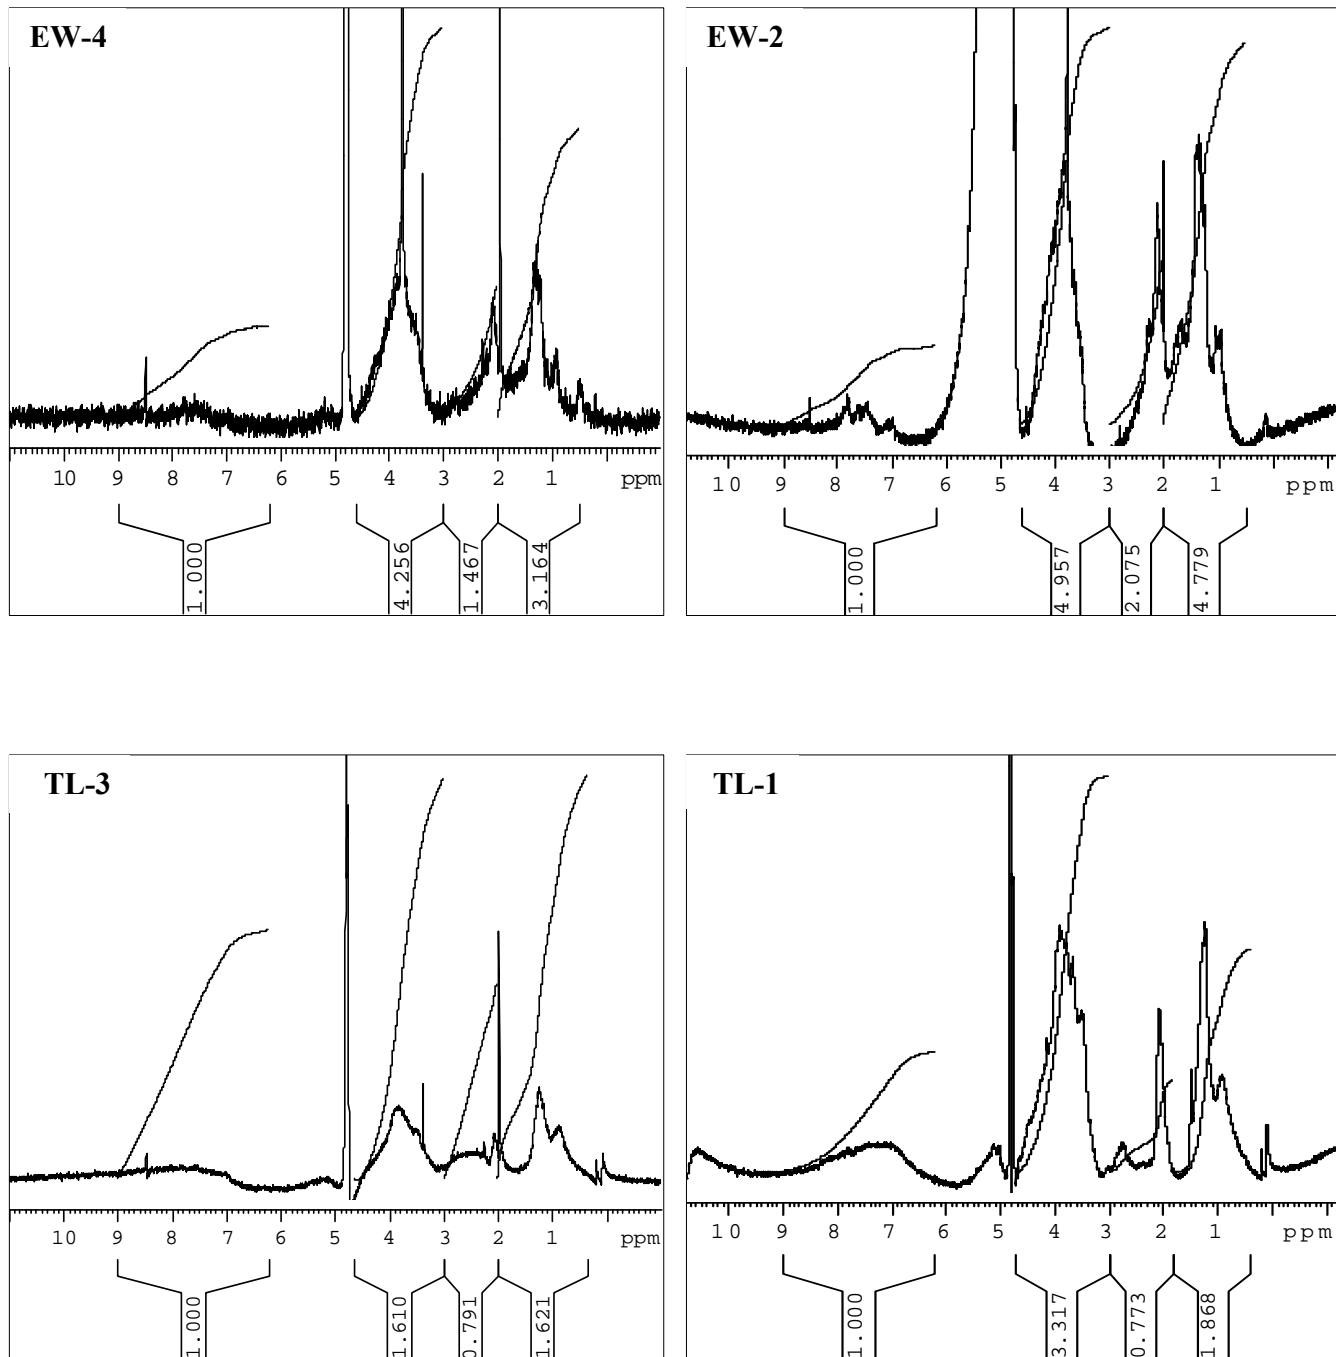 EW-4
10 9 8 7 6 5 4 3 2 1 ppm
1.000 4.256 1.467 3.164
EW-2
10 9 8 7 6 5 4 3 2 1 ppm
1.000 4.957 2.075 4.779
TL-3
10 9 8 7 6 5 4 3 2 1 ppm
1.000 1.610 0.791 1.621
TL-1
10 9 8 7 6 5 4 3 2 1 ppm
1.000 3.317 0.773 1.868